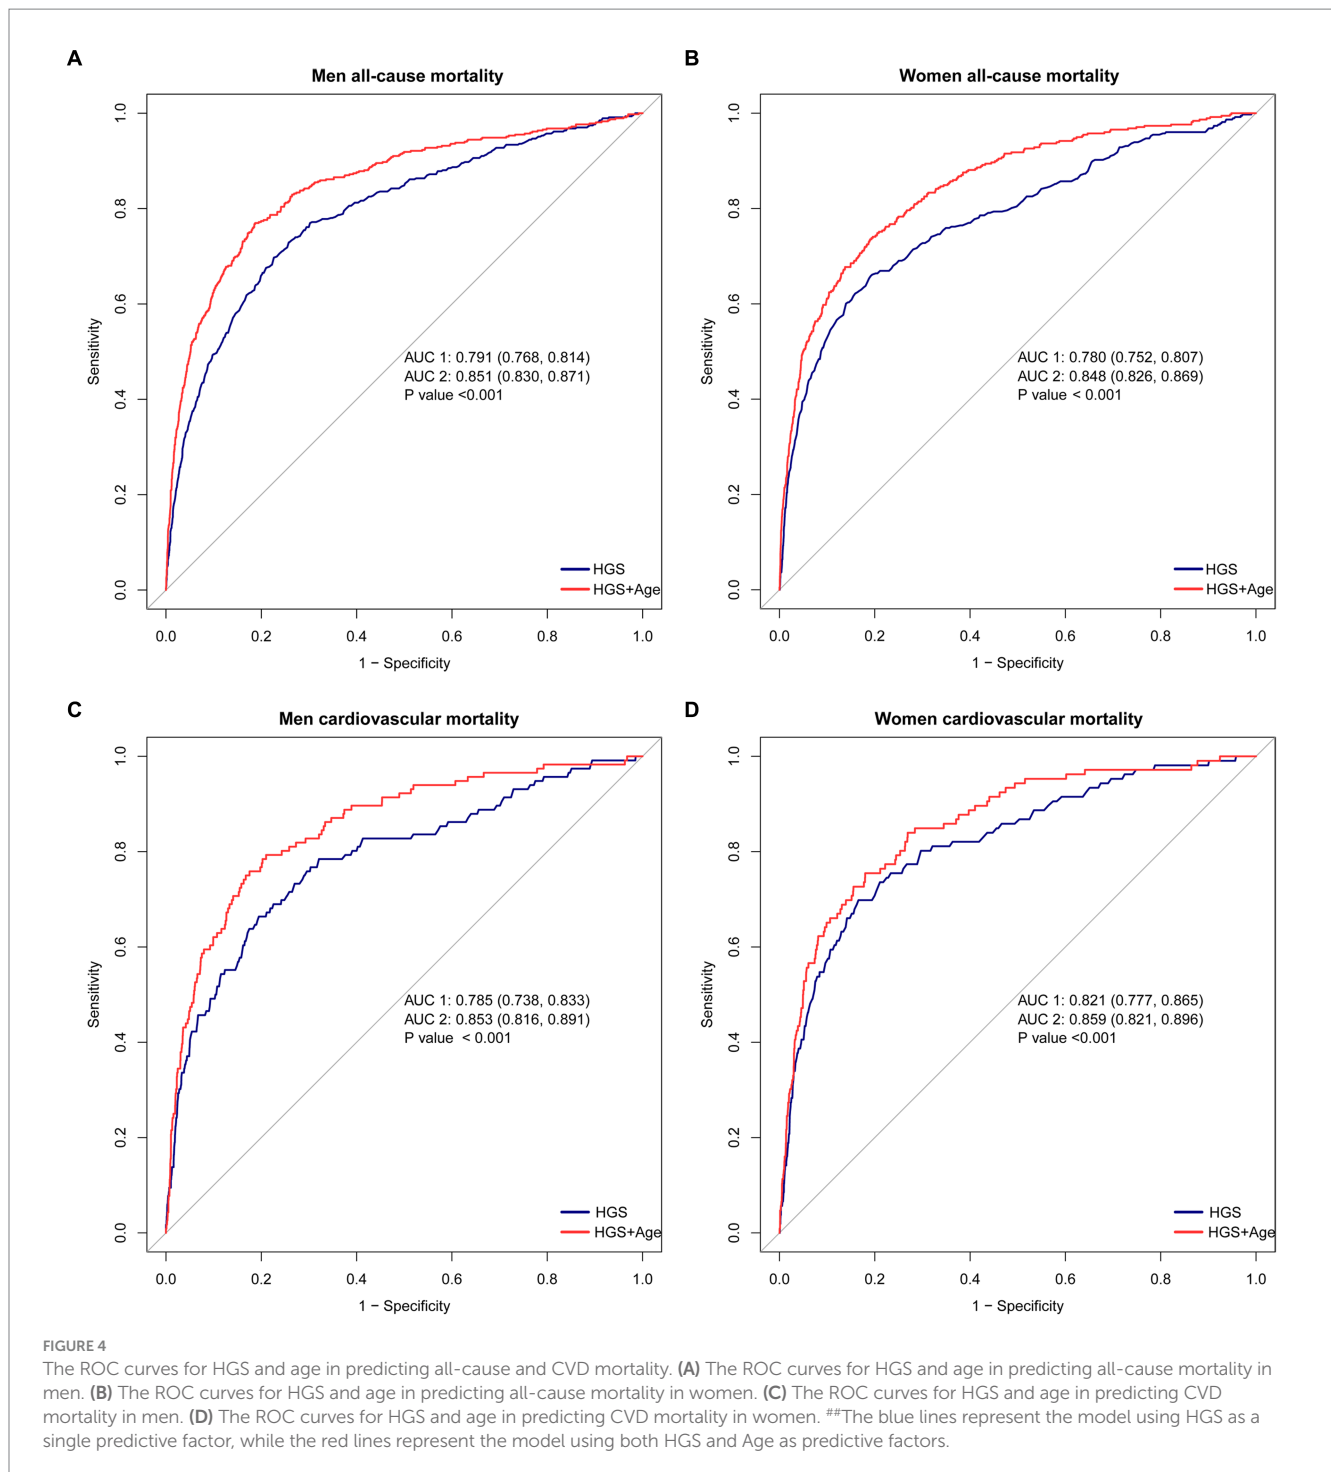 A
Men all-cause mortality
Sensitivity
0.0 0.2 0.4 0.6 0.8 1.0
AUC 1: 0.791 (0.768, 0.814)
AUC 2: 0.851 (0.830, 0.871)
P value <0.001
HGS
HGS+Age
0.0 0.2 0.4 0.6 0.8 1.0
1 − Specificity
B
Women all-cause mortality
Sensitivity
0.0 0.2 0.4 0.6 0.8 1.0
AUC 1: 0.780 (0.752, 0.807)
AUC 2: 0.848 (0.826, 0.869)
P value < 0.001
HGS
HGS+Age
0.0 0.2 0.4 0.6 0.8 1.0
1 − Specificity
C
Men cardiovascular mortality
Sensitivity
0.0 0.2 0.4 0.6 0.8 1.0
AUC 1: 0.785 (0.738, 0.833)
AUC 2: 0.853 (0.816, 0.891)
P value < 0.001
HGS
HGS+Age
0.0 0.2 0.4 0.6 0.8 1.0
1 − Specificity
D
Women cardiovascular mortality
Sensitivity
0.0 0.2 0.4 0.6 0.8 1.0
AUC 1: 0.821 (0.777, 0.865)
AUC 2: 0.859 (0.821, 0.896)
P value <0.001
HGS
HGS+Age
0.0 0.2 0.4 0.6 0.8 1.0
1 − Specificity
FIGURE 4
The ROC curves for HGS and age in predicting all-cause and CVD mortality. (A) The ROC curves for HGS and age in predicting all-cause mortality in
men. (B) The ROC curves for HGS and age in predicting all-cause mortality in women. (C) The ROC curves for HGS and age in predicting CVD
mortality in men. (D) The ROC curves for HGS and age in predicting CVD mortality in women. ##The blue lines represent the model using HGS as a
single predictive factor, while the red lines represent the model using both HGS and Age as predictive factors.